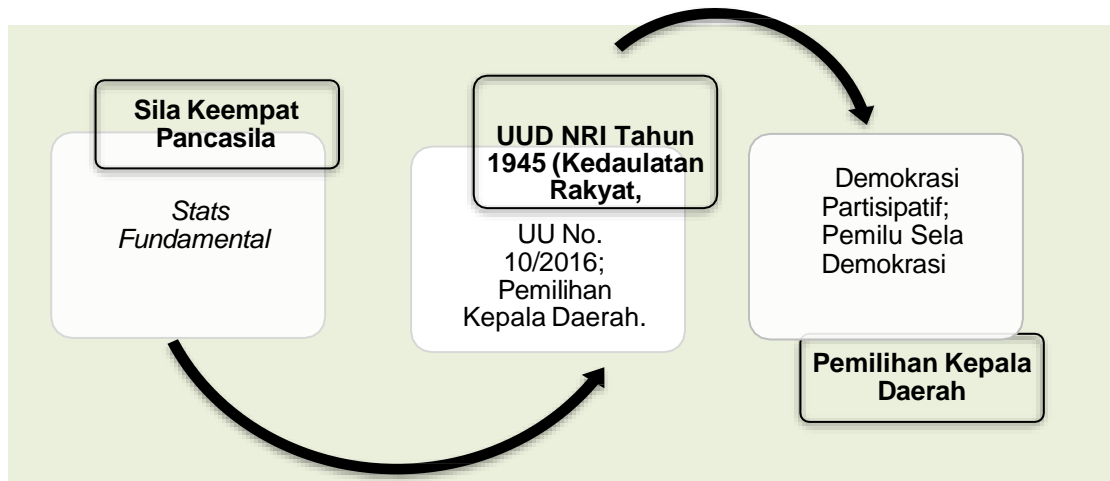 Sila Keempat
Pancasila
Stats
Fundamental
UUD NRI Tahun
1945 (Kedaulatan
Rakyat,
UU No.
10/2016;
Pemilihan
Kepala Daerah.
Demokrasi
Partisipatif;
Pemilu Sela
Demokrasi
Pemilihan Kepala
Daerah